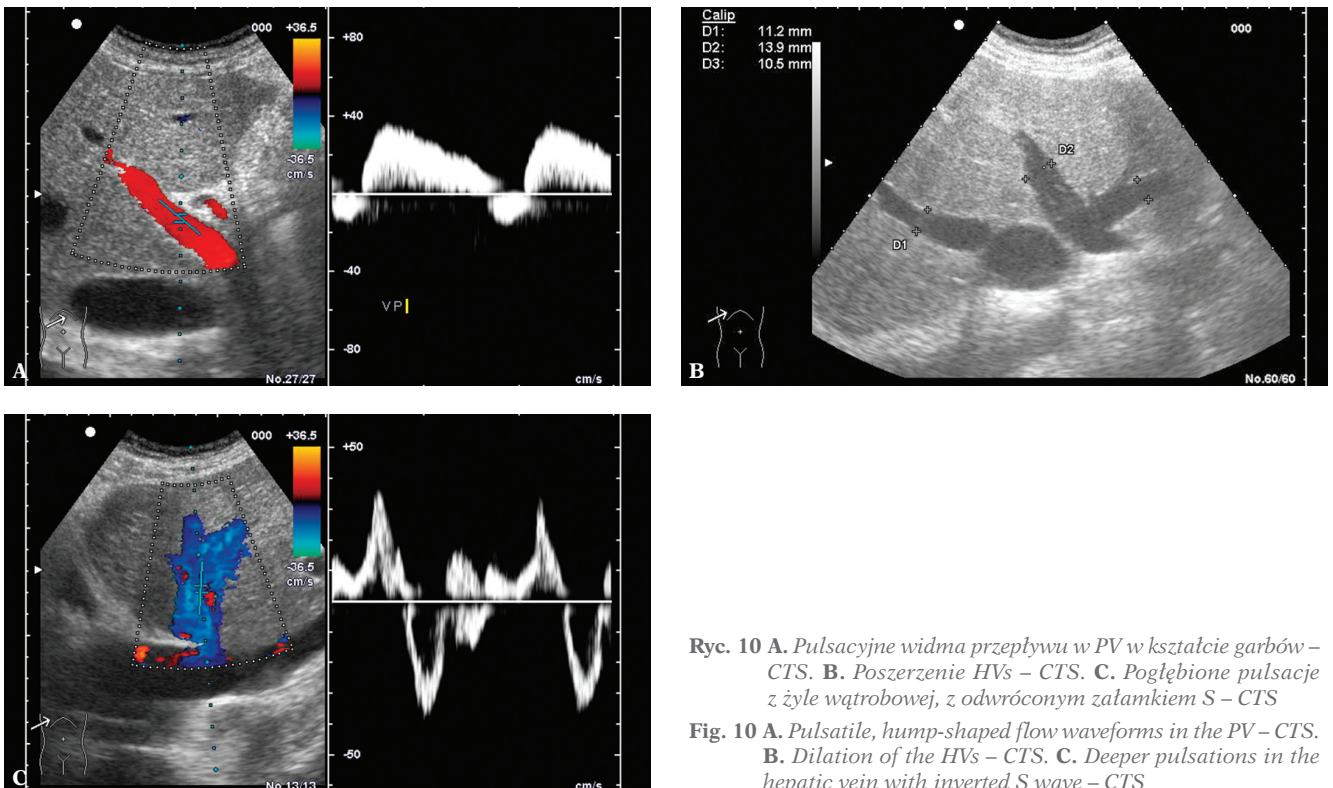 000
+36.5
-36.5
cm/s
+80
+40
-40
-80
VP
A
No.27/27
cm/s
Calip
D1: 11.2 mm
D2: 13.9 mm
D3: 10.5 mm
000
D2
D1
B
No.60/60
000
+36.5
-36.5
cm/s
+50
-50
C
No.13/13
cm/s
Ryc. 10 A. Pulsacyjne widma przepływu w PV w kształcie garbów –
CTS. B. Poszerzenie HVs – CTS. C. Pogłębione pulsacje
z żyle wątrobowej, z odwróconym załamkiem S – CTS
Fig. 10 A. Pulsatile, hump-shaped flow waveforms in the PV – CTS.
B. Dilation of the HVs – CTS. C. Deeper pulsations in the
hepatic vein with inverted S wave – CTS